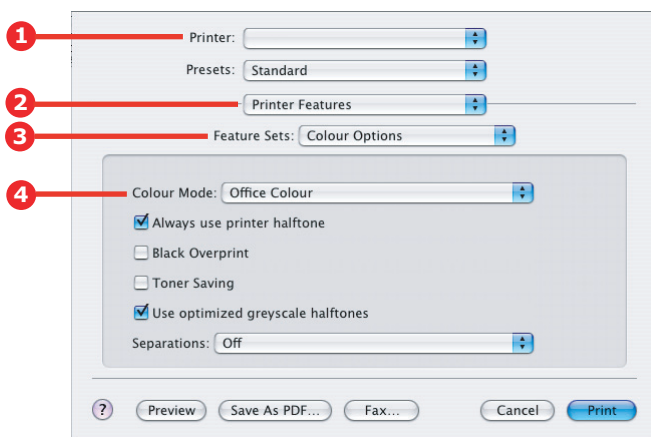 1 Printer:
Presets: Standard
2 Printer Features
3 Feature Sets: Colour Options
4 Colour Mode: Office Colour
Always use printer halftone
Black Overprint
Toner Saving
Use optimized greyscale halftones
Separations: Off
? Preview Save As PDF... Fax... Cancel Print